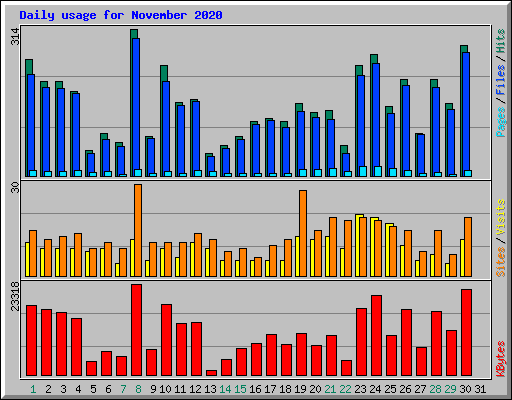 Daily usage for November 2020
314
Pages / Files / Hits
30
Sites / Visits
23318
KBytes
1 2 3 4 5 6 7 8 9 10 11 12 13 14 15 16 17 18 19 20 21 22 23 24 25 26 27 28 29 30 31